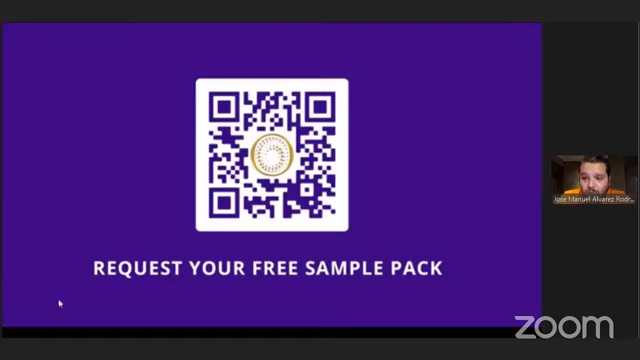 REQUEST YOUR FREE SAMPLE PACK
Jose Manuel Alvarez Rodr...
zoom